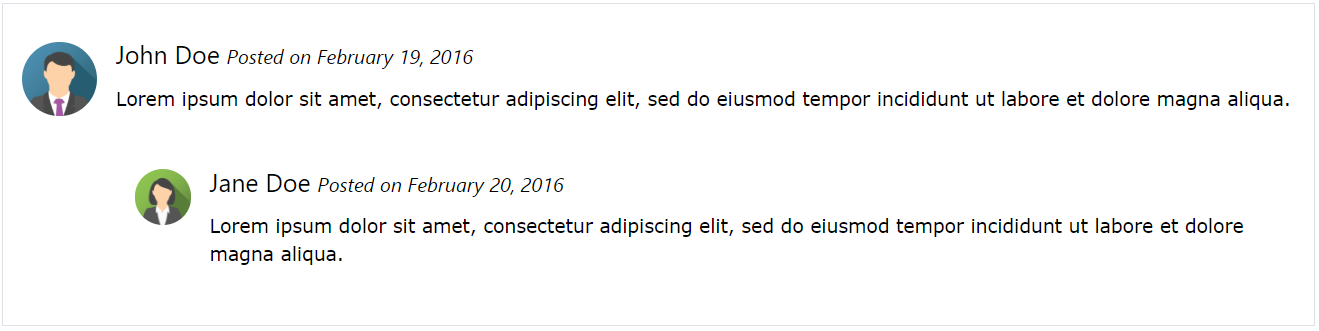 John Doe Posted on February 19, 2016
Lorem ipsum dolor sit amet, consectetur adipiscing elit, sed do eiusmod tempor incididunt ut labore et dolore magna aliqua.
Jane Doe Posted on February 20, 2016
Lorem ipsum dolor sit amet, consectetur adipiscing elit, sed do eiusmod tempor incididunt ut labore et dolore
magna aliqua.